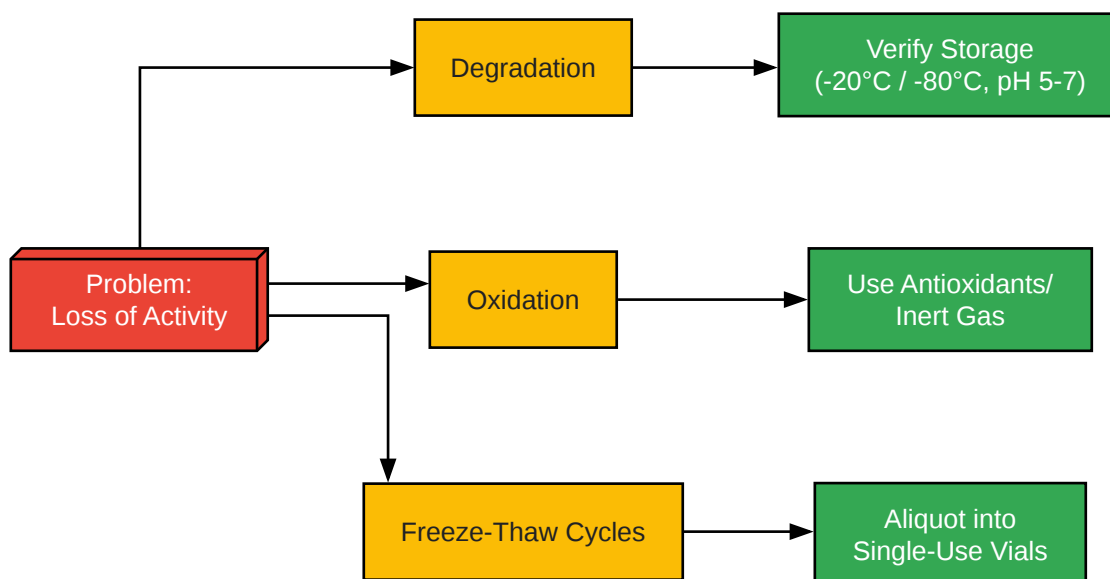 Degradation
Verify Storage
(-20°C / -80°C, pH 5-7)
Problem:
Loss of Activity
Oxidation
Use Antioxidants/
Inert Gas
Freeze-Thaw Cycles
Aliquot into
Single-Use Vials